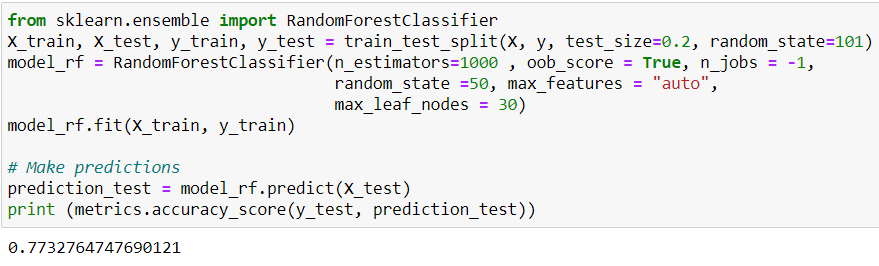 from sklearn.ensemble import RandomForestClassifier
X_train, X_test, y_train, y_test = train_test_split(X, y, test_size=0.2, random_state=101)
model_rf = RandomForestClassifier(n_estimators=1000 , oob_score = True, n_jobs = -1,
                                  random_state =50, max_features = "auto",
                                  max_leaf_nodes = 30)
model_rf.fit(X_train, y_train)

# Make predictions
prediction_test = model_rf.predict(X_test)
print (metrics.accuracy_score(y_test, prediction_test))
0.7732764747690121